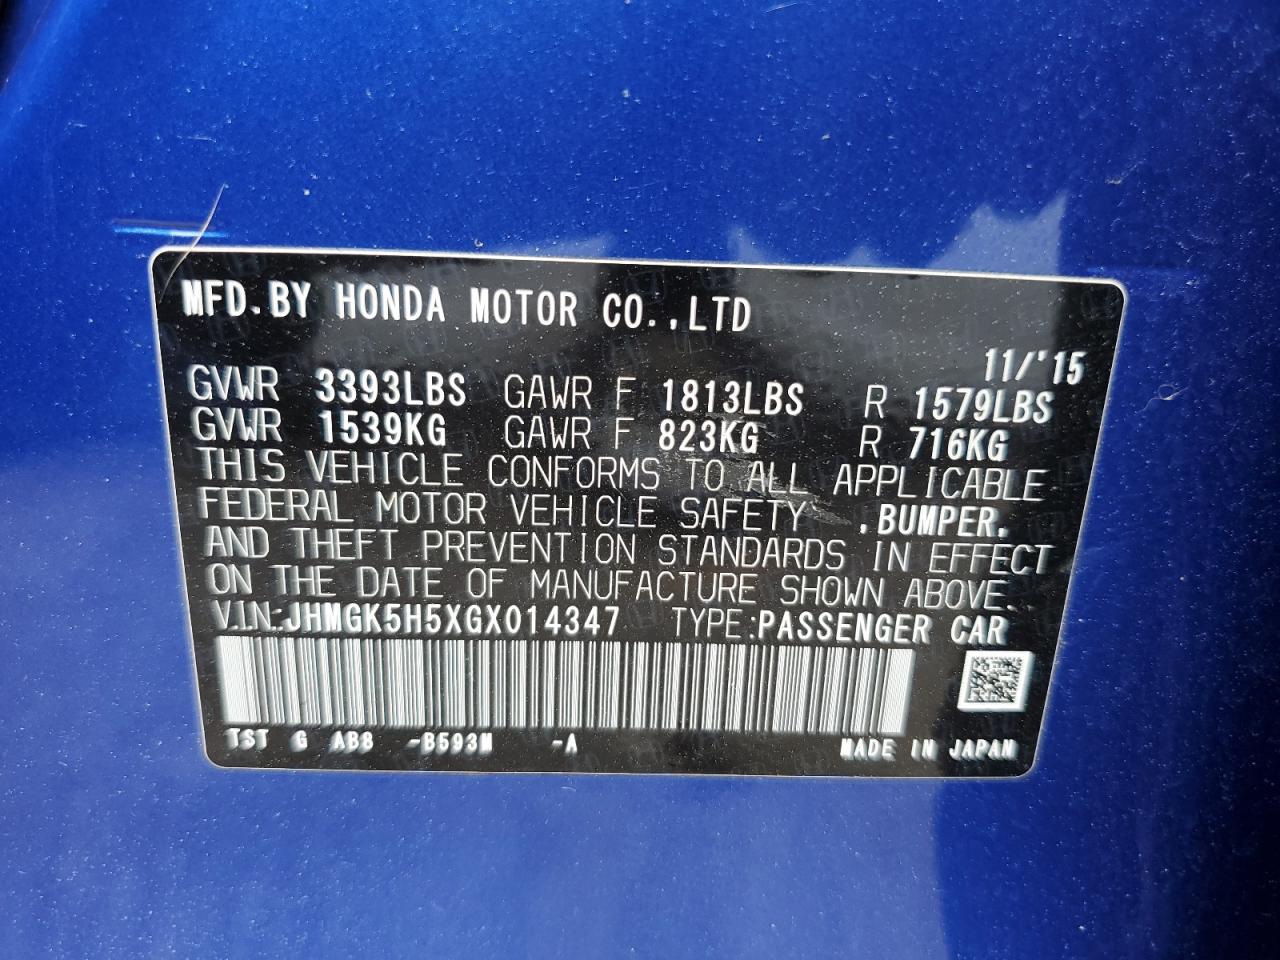 MFD.BY HONDA MOTOR CO.,LTD
11/'15
GVWR 3393LBS GAWR F 1813LBS R 1579LBS
GVWR 1539KG GAWR F 823KG R 716KG
THIS VEHICLE CONFORMS TO ALL APPLICABLE
FEDERAL MOTOR VEHICLE SAFETY ,BUMPER,
AND THEFT PREVENTION STANDARDS IN EFFECT
ON THE DATE OF MANUFACTURE SHOWN ABOVE.
V.I.N.:JHMGK5H5XGX014347 TYPE:PASSENGER CAR
TST G AB8 -B593M -A MADE IN JAPAN